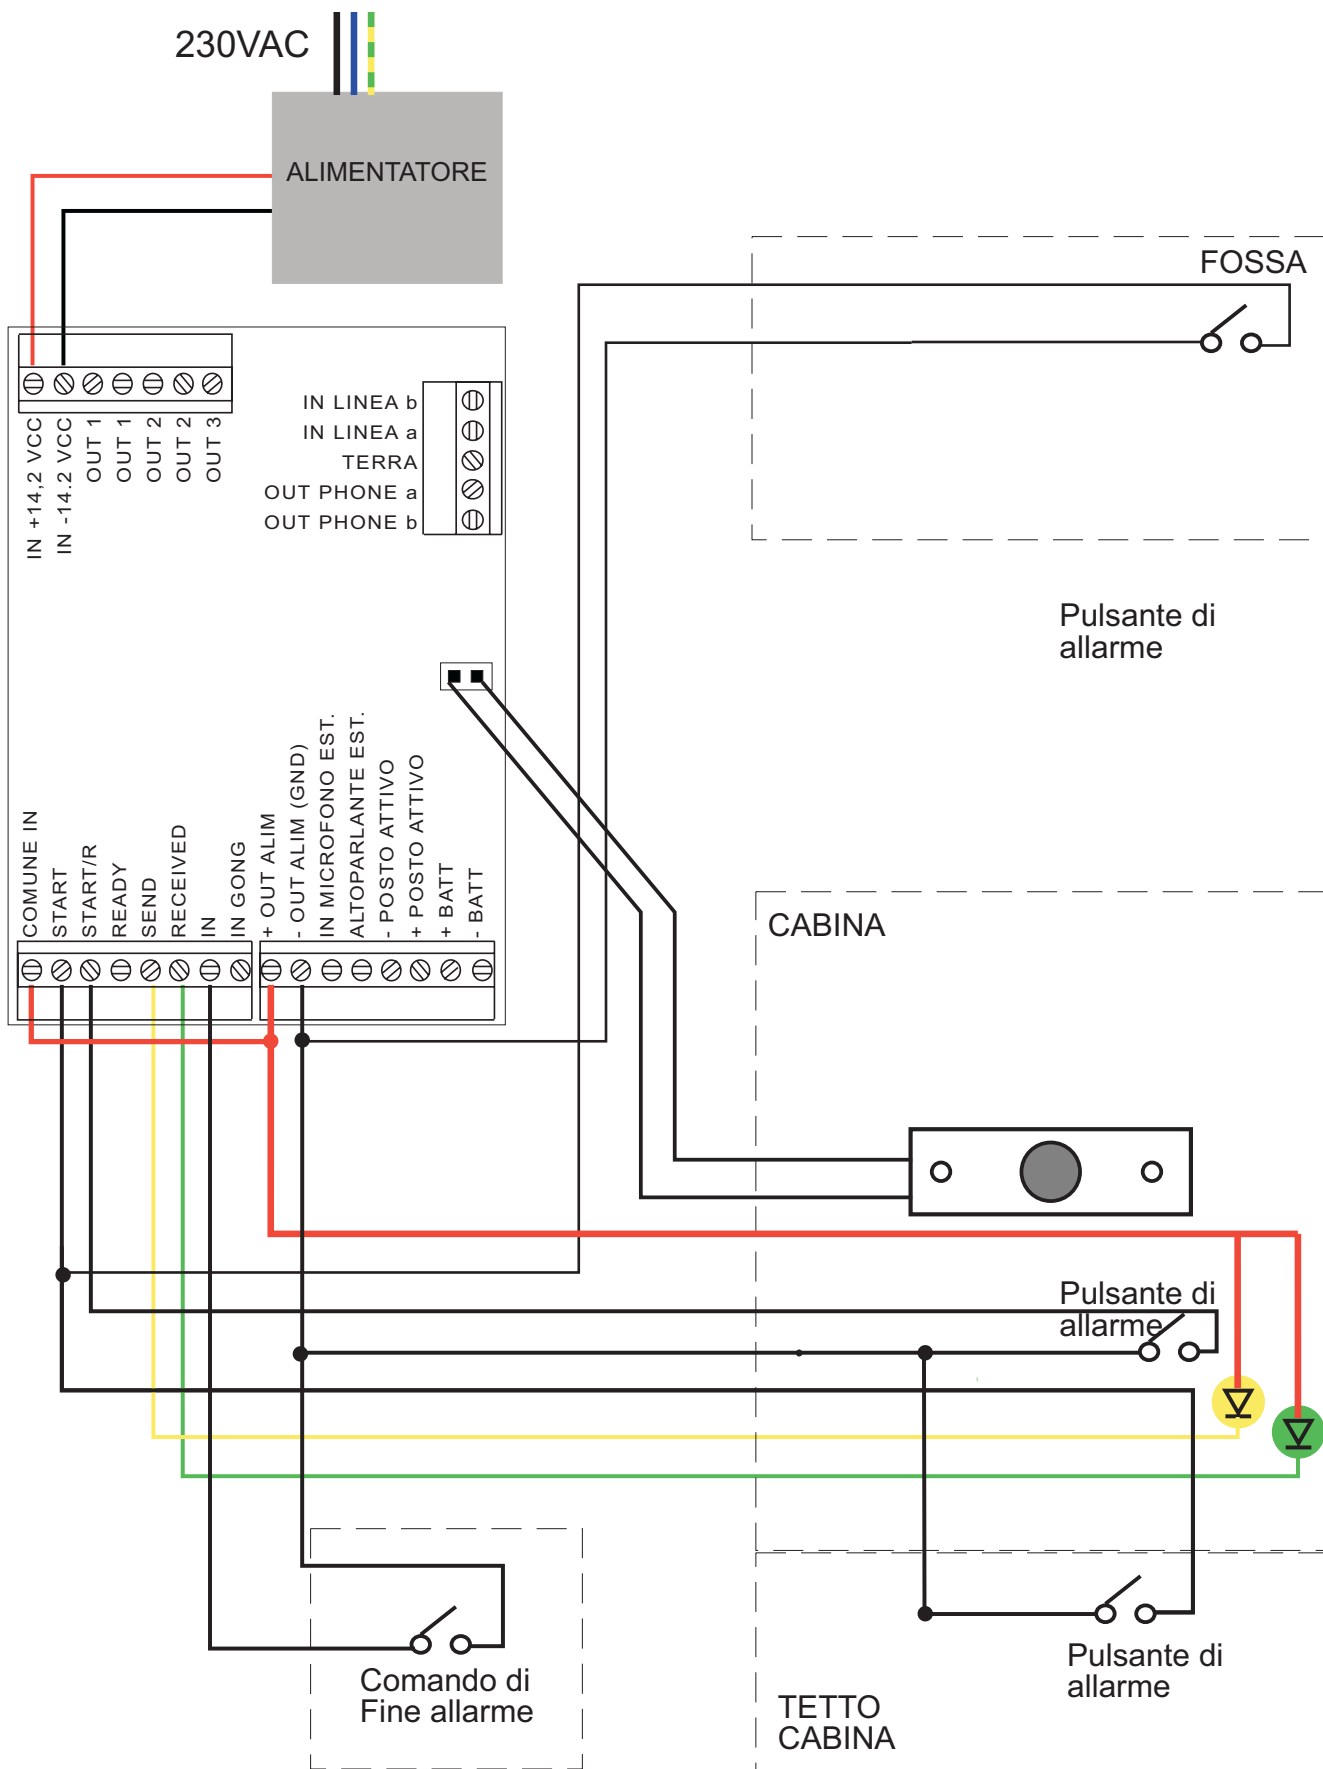 230VAC
ALIMENTATORE
FOSSA
IN +14,2 VCC
IN -14.2 VCC
OUT 1
OUT 1
OUT 2
OUT 2
OUT 3
IN LINEA b
IN LINEA a
TERRA
OUT PHONE a
OUT PHONE b
Pulsante di
allarme
COMUNE IN
START
START/R
READY
SEND
RECEIVED
IN
IN GONG
+ OUT ALIM
- OUT ALIM (GND)
IN MICROFONO EST.
ALTOPARLANTE EST.
- POSTO ATTIVO
+ POSTO ATTIVO
+ BATT
- BATT
CABINA
Pulsante di
allarme
Comando di
Fine allarme
Pulsante di
allarme
TETTO
CABINA